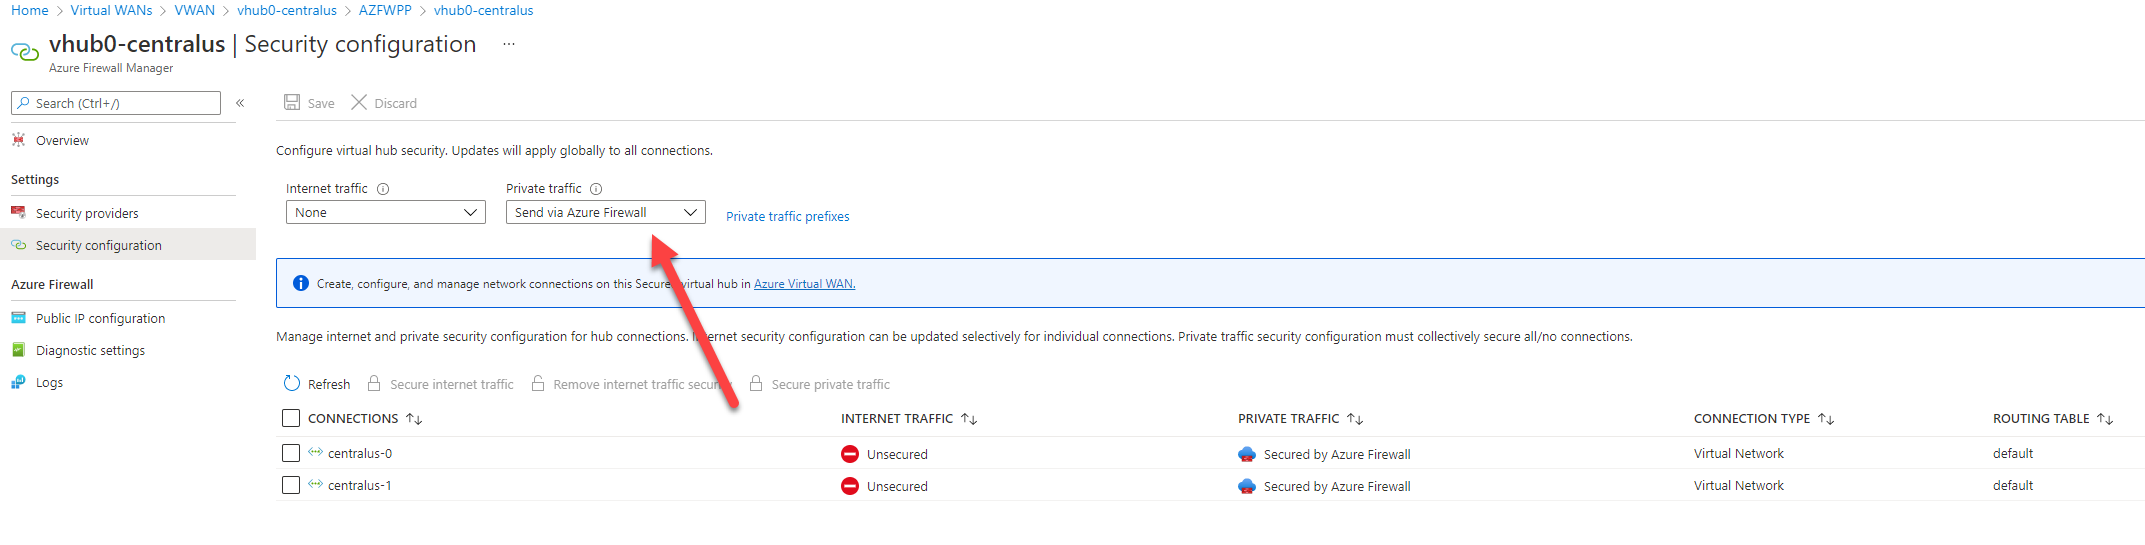 Home > Virtual WANs > VWAN > vhub0-centralus > AZFWPP > vhub0-centralus
vhub0-centralus | Security configuration ...
Azure Firewall Manager
Search (Ctrl+/) «
Save Discard
Overview
Configure virtual hub security. Updates will apply globally to all connections.
Settings
Internet traffic Private traffic
Security providers
None Send via Azure Firewall Private traffic prefixes
Security configuration
Azure Firewall
Create, configure, and manage network connections on this Secure virtual hub in Azure Virtual WAN.
Public IP configuration
Manage internet and private security configuration for hub connections. Internet security configuration can be updated selectively for individual connections. Private traffic security configuration must collectively secure all/no connections.
Diagnostic settings
Logs
Refresh Secure internet traffic Remove internet traffic security Secure private traffic
CONNECTIONS ↑↓ INTERNET TRAFFIC ↑↓ PRIVATE TRAFFIC ↑↓ CONNECTION TYPE ↑↓ ROUTING TABLE ↑↓
centralus-0 Unsecured Secured by Azure Firewall Virtual Network default
centralus-1 Unsecured Secured by Azure Firewall Virtual Network default